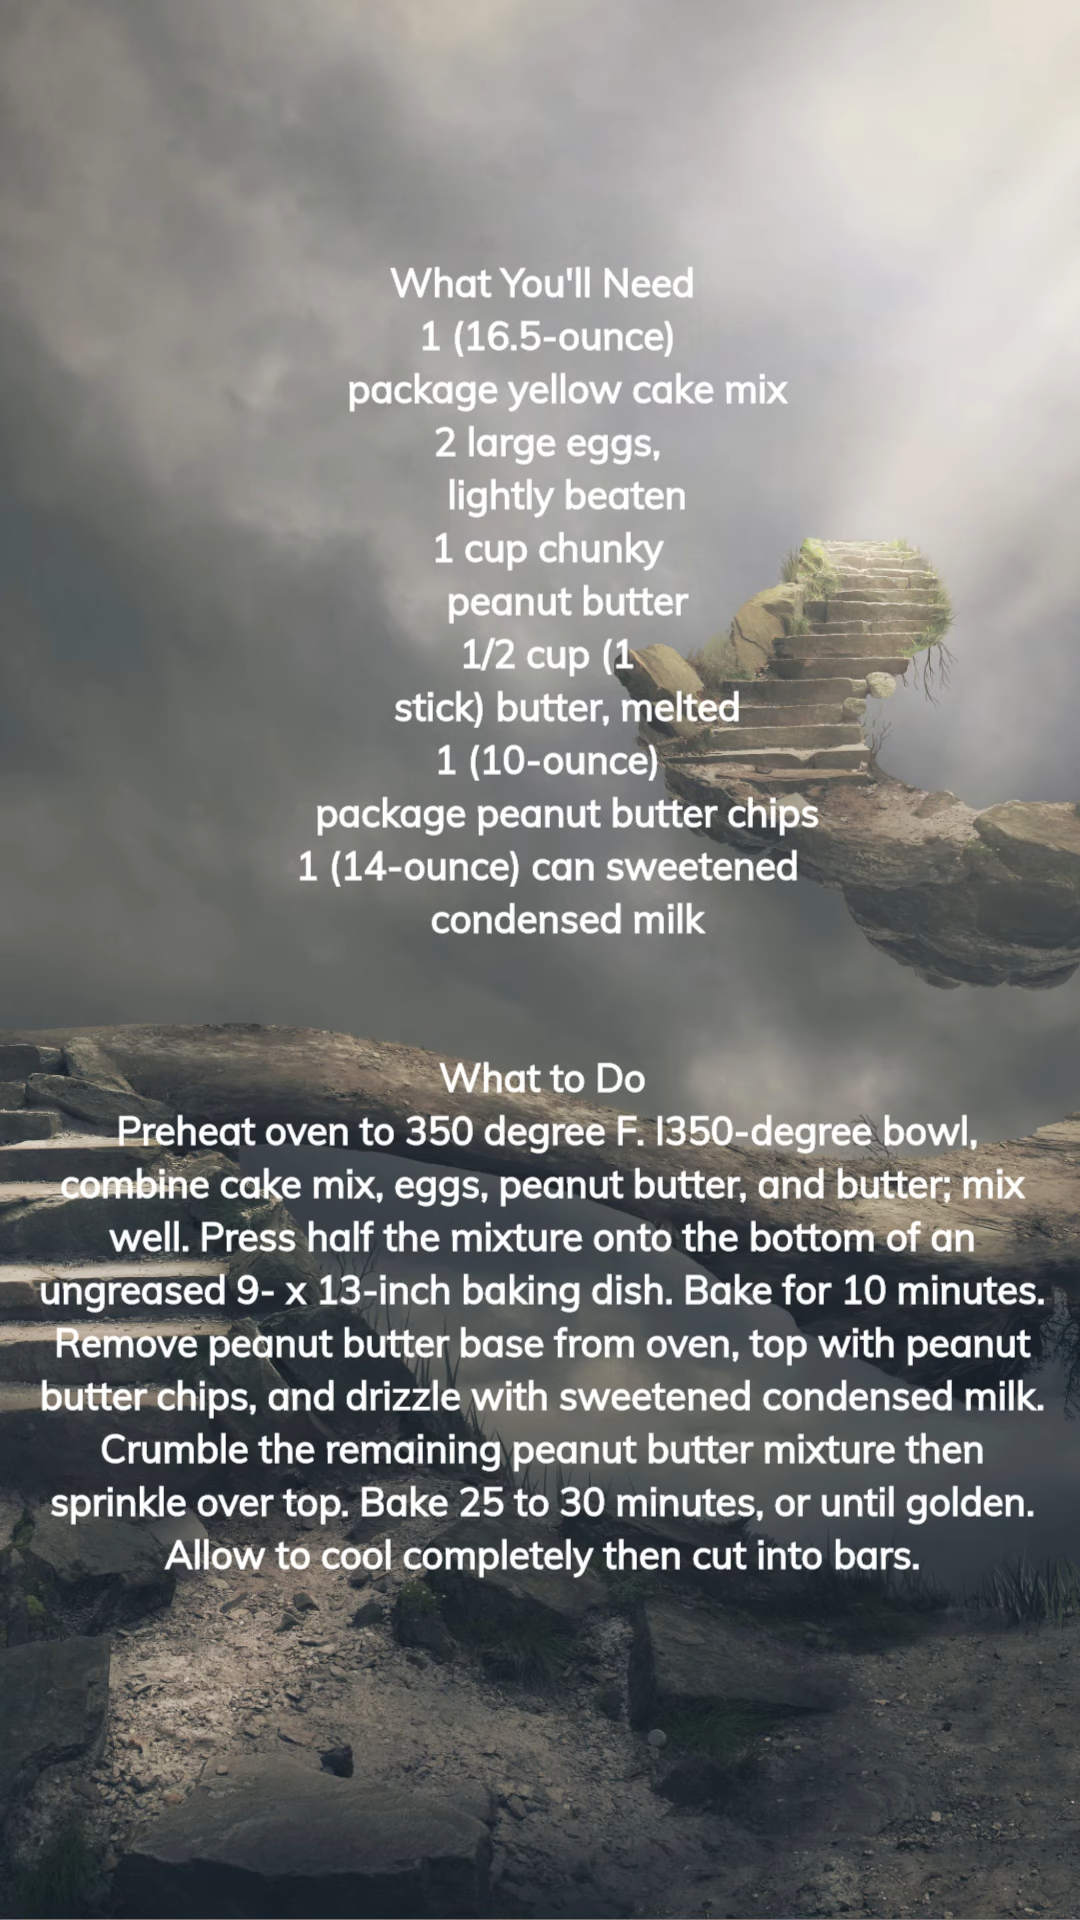 What You'll Need
1 (16.5-ounce)
package yellow cake mix
2 large eggs,
lightly beaten
1 cup chunky
peanut butter
1/2 cup (1
stick) butter, melted
1 (10-ounce)
package peanut butter chips
1 (14-ounce) can sweetened
condensed milk
What to Do
Preheat oven to 350 degree F. I350-degree bowl,
combine cake mix, eggs, peanut butter, and butter; mix
well. Press half the mixture onto the bottom of an
ungreased 9- x 13-inch baking dish. Bake for 10 minutes.
Remove peanut butter base from oven, top with peanut
butter chips, and drizzle with sweetened condensed milk.
Crumble the remaining peanut butter mixture then
sprinkle over top. Bake 25 to 30 minutes, or until golden.
Allow to cool completely then cut into bars.